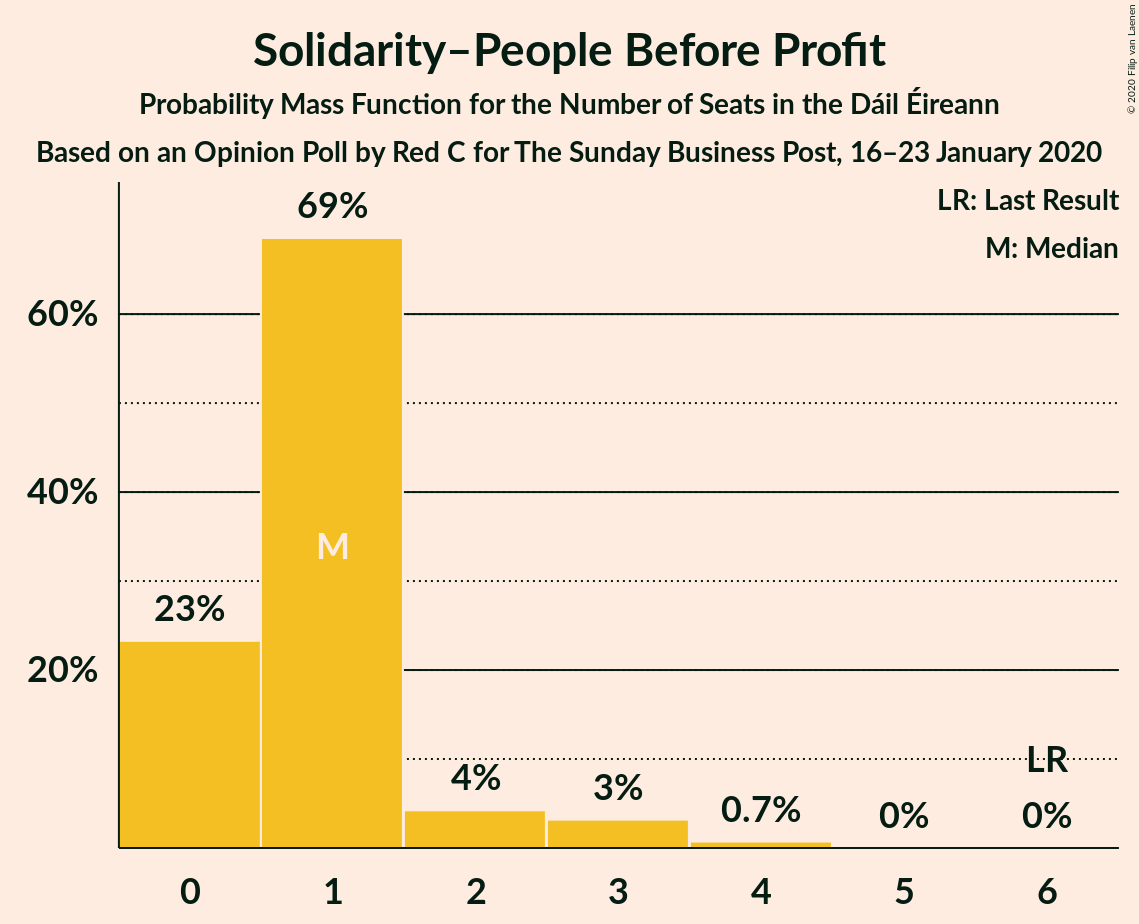 Solidarity–People Before Profit
Probability Mass Function for the Number of Seats in the Dáil Éireann
Based on an Opinion Poll by Red C for The Sunday Business Post, 16–23 January 2020
© 2020 Filip van Laenen
LR: Last Result
M: Median
69%
60%
40%
M
23%
20%
LR
4%
3%
0.7%
0%
0%
0 1 2 3 4 5 6